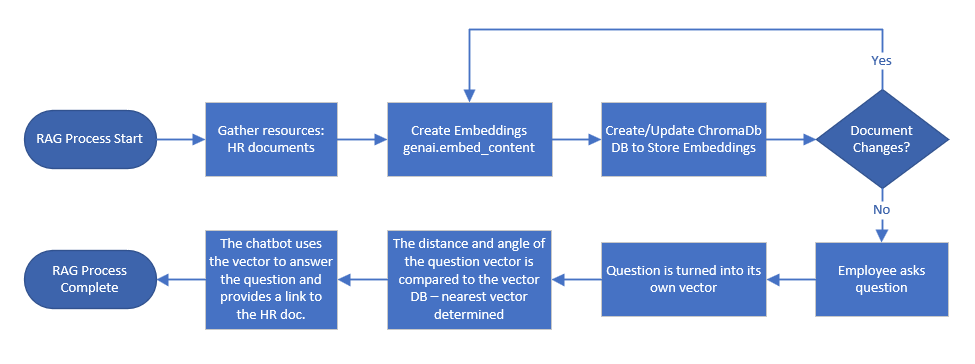 Yes
RAG Process Start
Gather resources:
HR documents
Create Embeddings
genai.embed_content
Create/Update ChromaDb
DB to Store Embeddings
Document
Changes?
No
Employee asks
question
Question is turned into its
own vector
The distance and angle of
the question vector is
compared to the vector
DB – nearest vector
determined
The chatbot uses
the vector to answer
the question and
provides a link to
the HR doc.
RAG Process
Complete